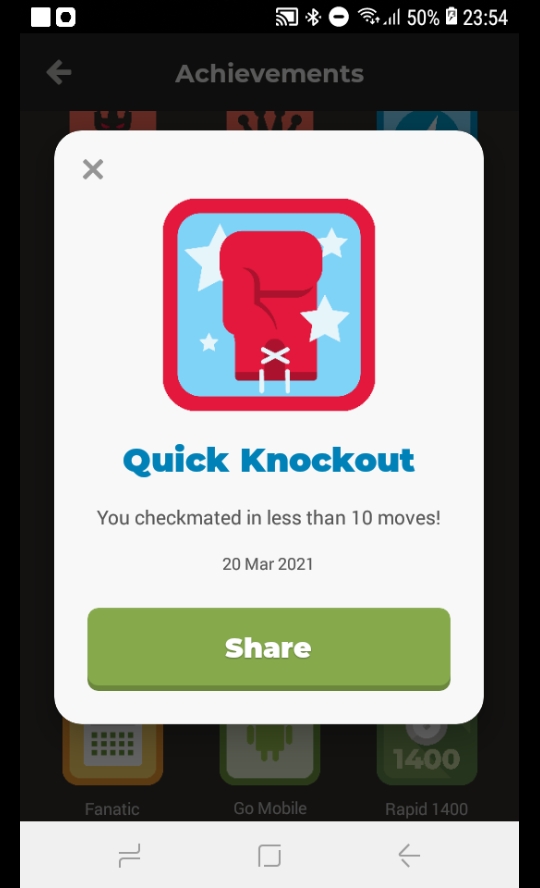 50% 23:54
Achievements
Quick Knockout
You checkmated in less than 10 moves!
20 Mar 2021
Share
1400
Fanatic
Go Mobile
Rapid 1400